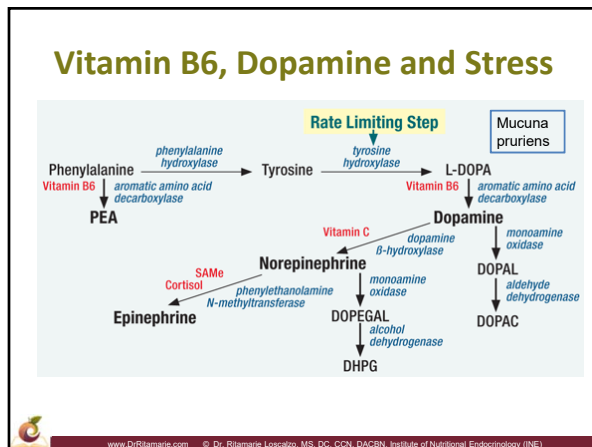 Vitamin B6, Dopamine and Stress
Rate Limiting Step
Mucuna
pruriens
phenylalanine
hydroxylase
tyrosine
hydroxylase
Phenylalanine
Tyrosine
L-DOPA
Vitamin B6
aromatic amino acid
decarboxylase
Vitamin B6
aromatic amino acid
decarboxylase
PEA
Dopamine
Vitamin C
dopamine
ß-hydroxylase
monoamine
oxidase
Norepinephrine
DOPAL
SAMe
Cortisol
phenylethanolamine
N-methyltransferase
monoamine
oxidase
aldehyde
dehydrogenase
Epinephrine
DOPEGAL
DOPAC
alcohol
dehydrogenase
DHPG
www.DrRitamarie.com © Dr. Ritamarie Loscalzo, MS, DC, CCN, DACBN, Institute of Nutritional Endocrinology (INE)